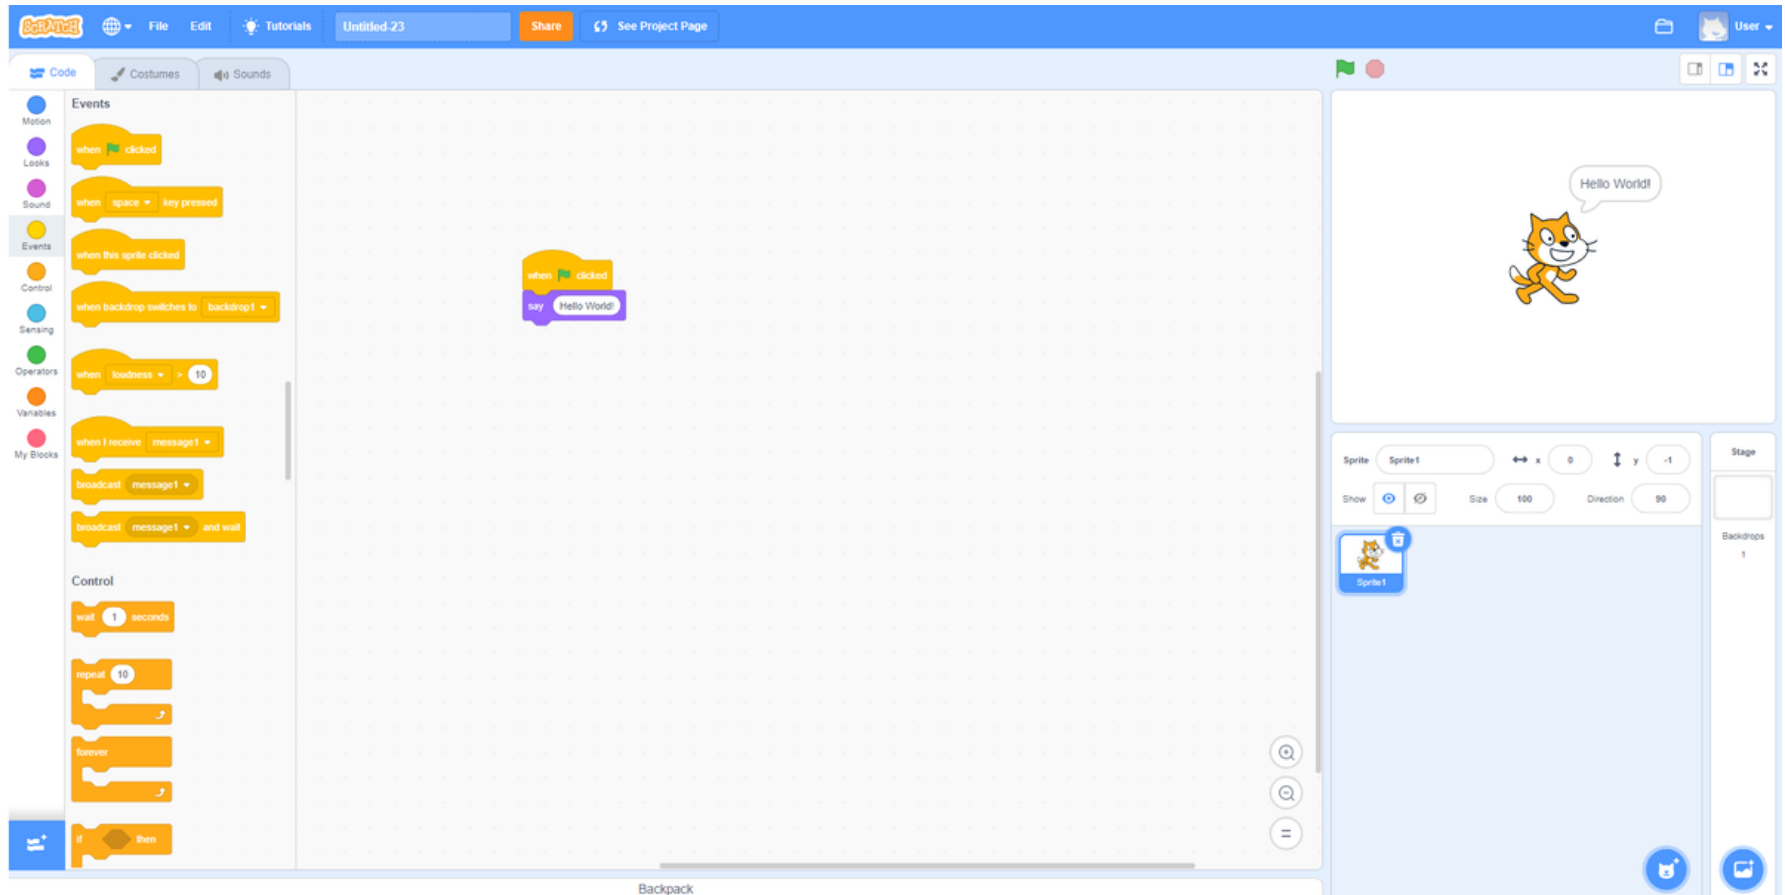 SCRATCH File Edit Tutorials Untitled-23 Share See Project Page User
Code Costumes Sounds
Motion
Looks
Sound
Events
Control
Sensing
Operators
Variables
My Blocks
Events
when clicked
when space key pressed
when this sprite clicked
when backdrop switches to backdrop1
when loudness > 10
when I receive message1
broadcast message1
broadcast message1 and wait
Control
wait 1 seconds
repeat 10
forever
if then
when clicked
say Hello World!
Hello World!
Sprite Sprite1 x 0 y -1
Show Size 100 Direction 90
Sprite1
Stage
Backdrops
1
Backpack